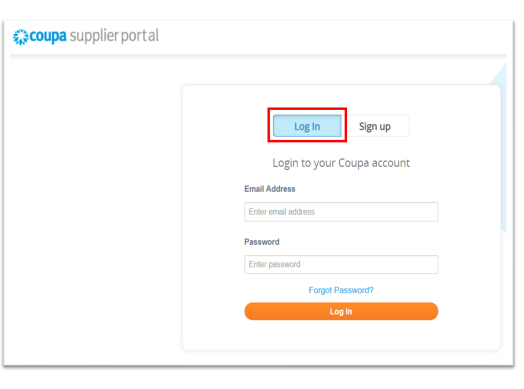 coupa supplier portal
Log In Sign up
Login to your Coupa account
Email Address
Enter email address
Password
Enter password
Forgot Password?
Log In